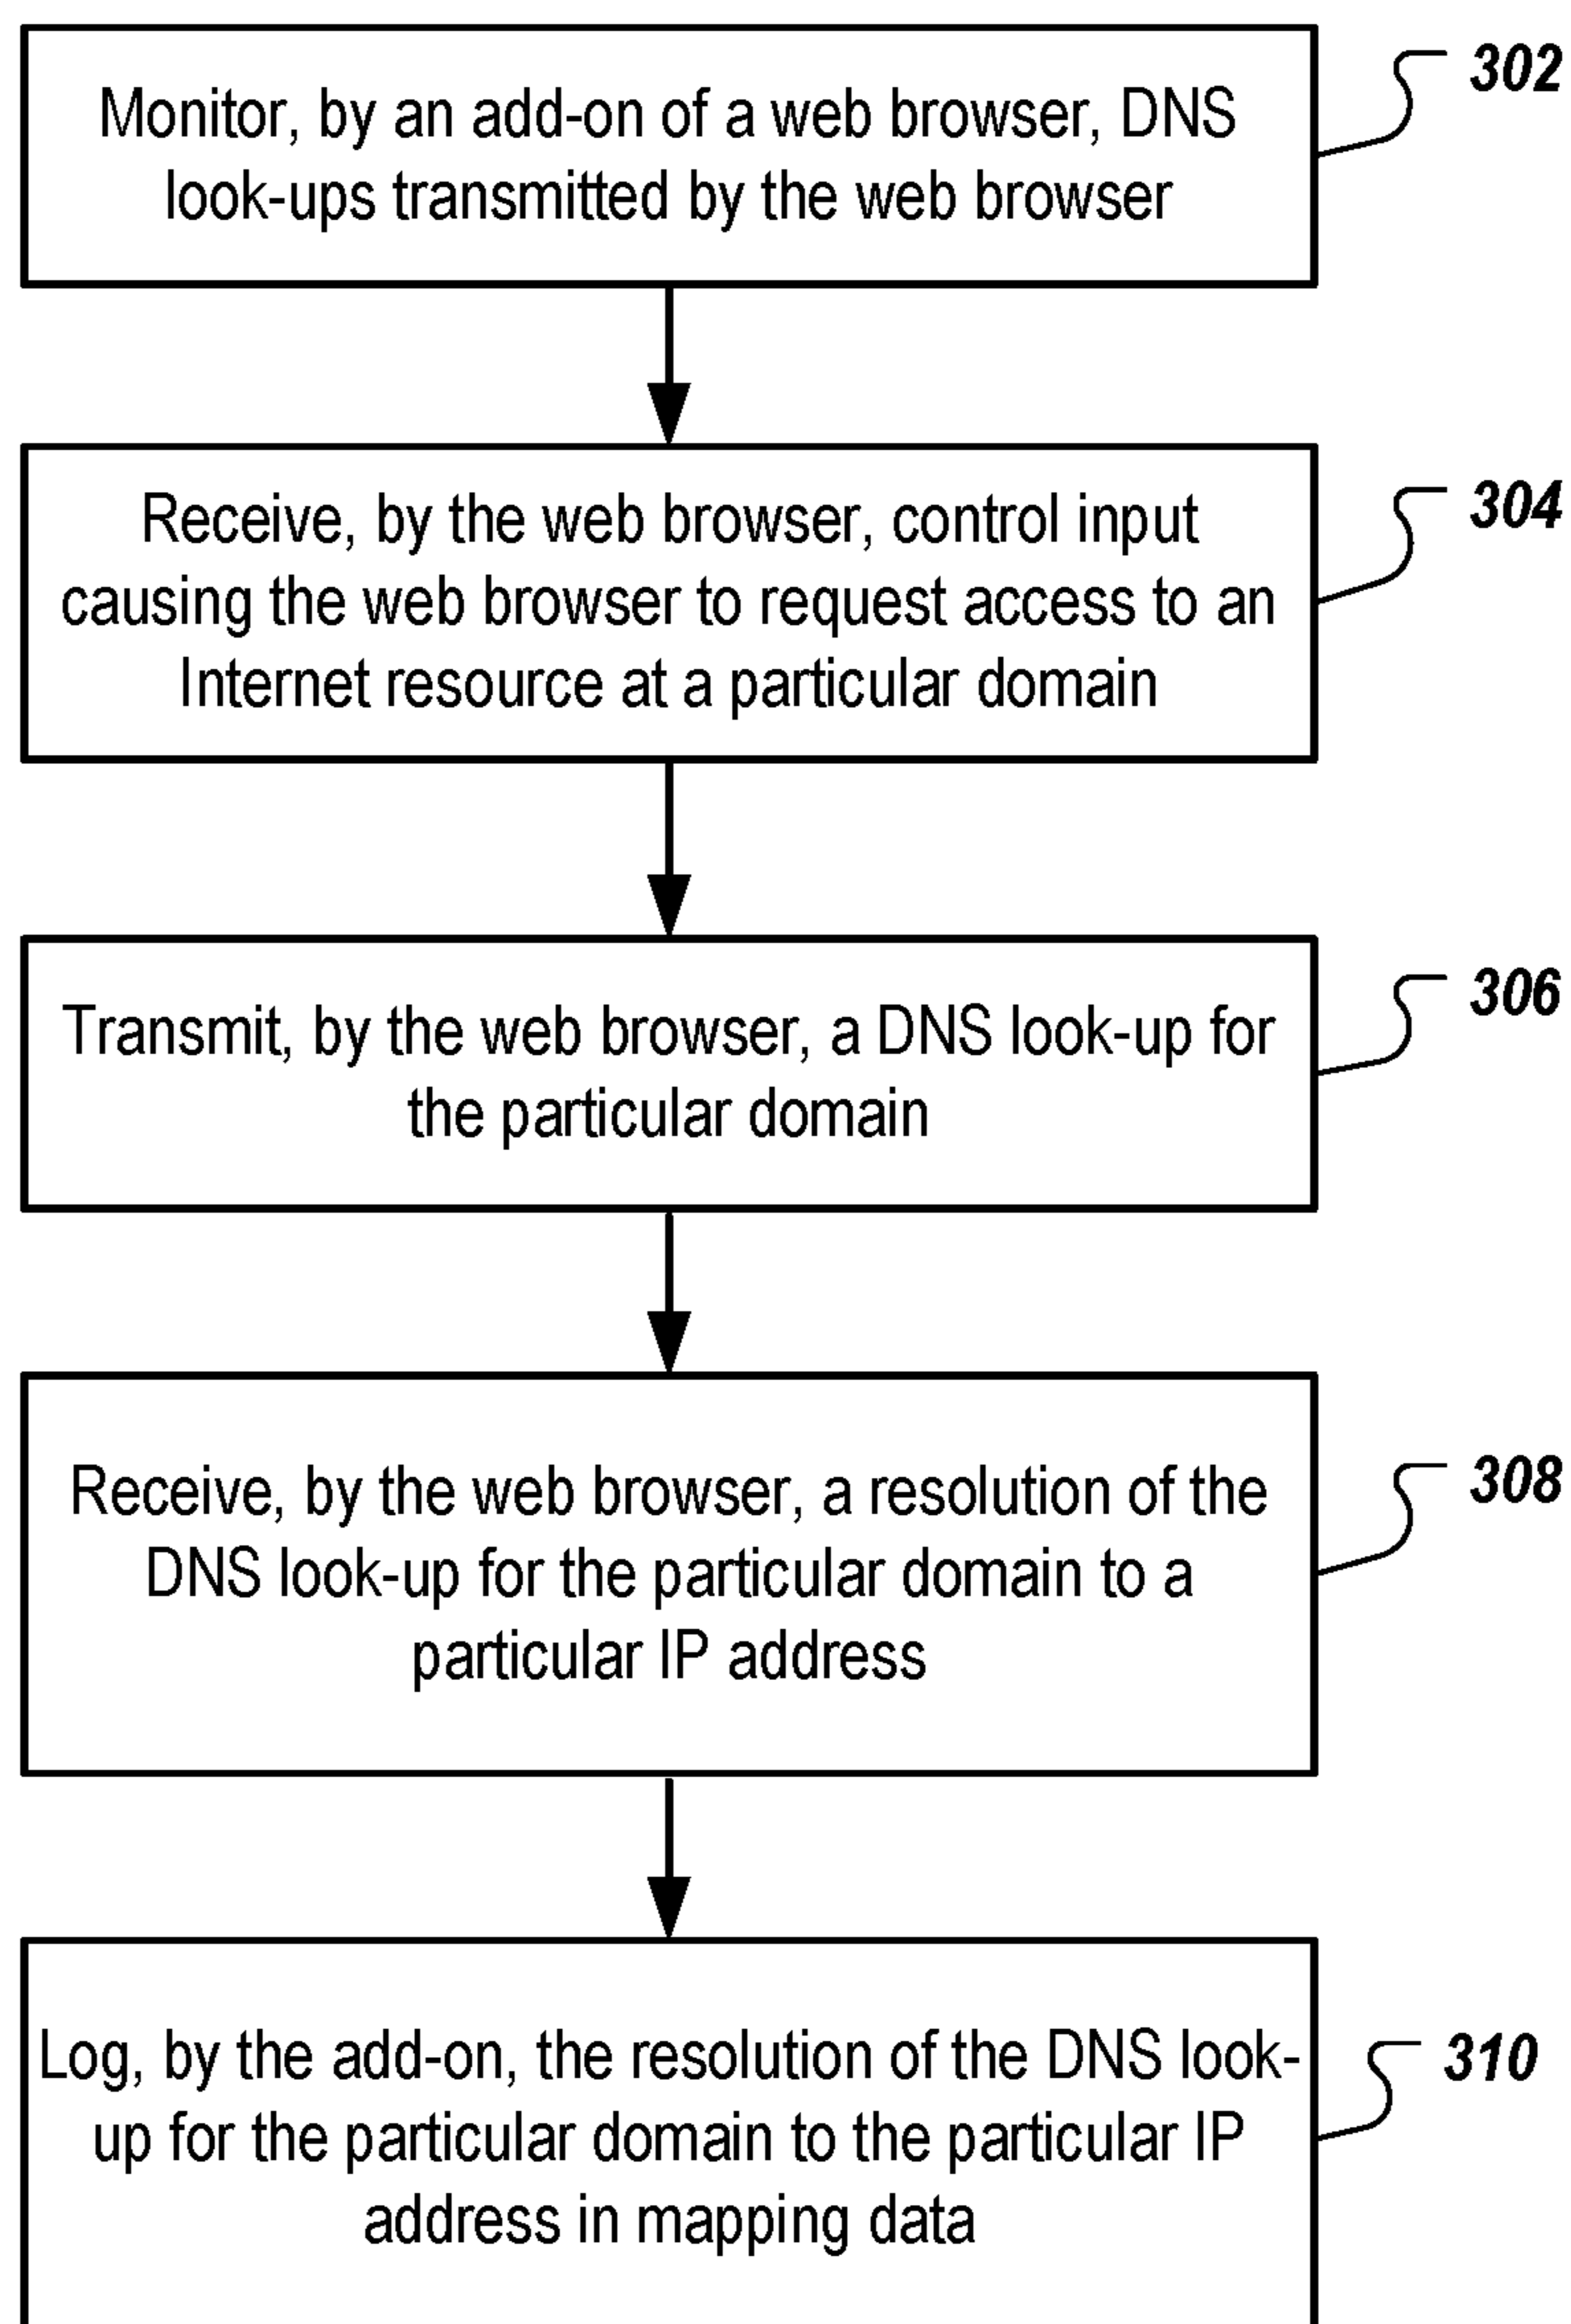 Monitor, by an add-on of a web browser, DNS
look-ups transmitted by the web browser
302
Receive, by the web browser, control input
causing the web browser to request access to an
Internet resource at a particular domain
304
Transmit, by the web browser, a DNS look-up for
the particular domain
306
Receive, by the web browser, a resolution of the
DNS look-up for the particular domain to a
particular IP address
308
Log, by the add-on, the resolution of the DNS look-
up for the particular domain to the particular IP
address in mapping data
310